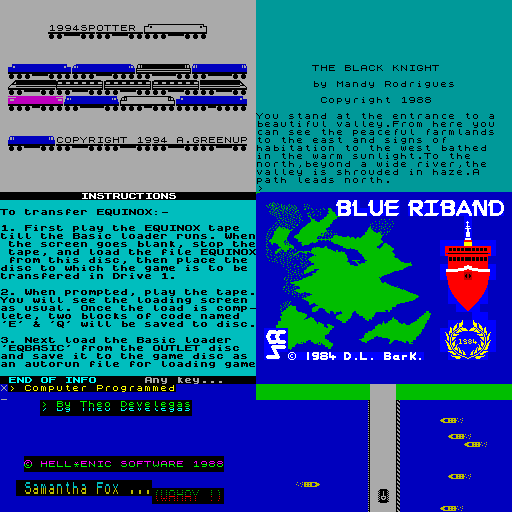 1994SPOTTER
COPYRIGHT 1994 A.GREENUP
THE BLACK KNIGHT
by Mandy Rodrigues
Copyright 1988
You stand at the entrance to a
beautiful valley.From here you
can see the peaceful farmlands
to the east and signs of
habitation to the west bathed
in the warm sunlight.To the
north,beyond a wide river,the
valley is shrouded in haze.A
path leads north.
>
INSTRUCTIONS
To transfer EQUINOX:-
1. First play the EQUINOX tape
till the Basic loader runs. When
the screen goes blank, stop the
tape, and load the file EQUINOX
from this disc, then place the
disc to which the game is to be
transfered in Drive 1.
2. When prompted,play the tape.
You will see the loading screen
as usual. Once the load is comp-
lete, two blocks of code named
'E' & 'Q' will be saved to disc.
3. Next load the Basic loader
'EQBASIC' from the OUTLET disc
and save it to the game disc as
an autorun file for loading game
END OF INFO Any key...
BLUE RIBAND
1984
© 1984 D.L. Bark.
X> Computer Programmed
> By Theo Develegas
© HELL*ENIC SOFTWARE 1988
Samantha Fox ...
(WAHAY !)